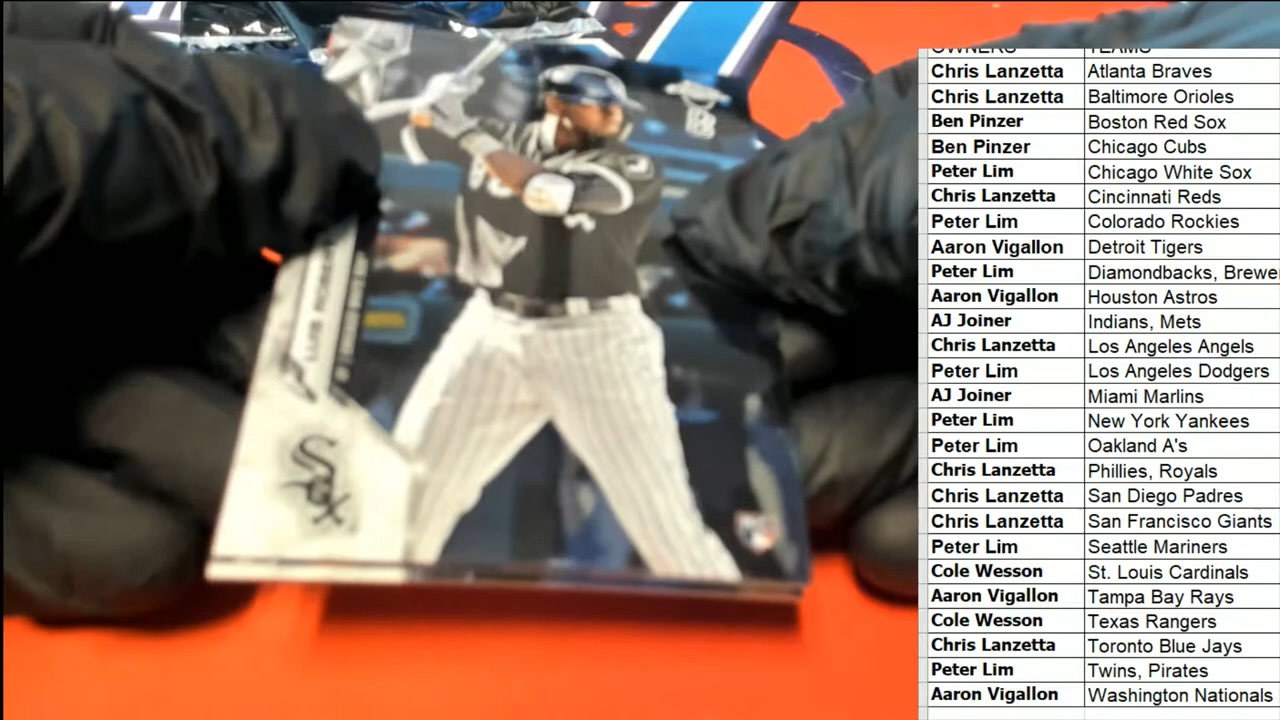 OWNERS TEAMS
Chris Lanzetta Atlanta Braves
Chris Lanzetta Baltimore Orioles
Ben Pinzer Boston Red Sox
Ben Pinzer Chicago Cubs
Peter Lim Chicago White Sox
Chris Lanzetta Cincinnati Reds
Peter Lim Colorado Rockies
Aaron Vigallon Detroit Tigers
Peter Lim Diamondbacks, Brewe
Aaron Vigallon Houston Astros
AJ Joiner Indians, Mets
Chris Lanzetta Los Angeles Angels
Peter Lim Los Angeles Dodgers
AJ Joiner Miami Marlins
Peter Lim New York Yankees
Peter Lim Oakland A's
Chris Lanzetta Phillies, Royals
Chris Lanzetta San Diego Padres
Chris Lanzetta San Francisco Giants
Peter Lim Seattle Mariners
Cole Wesson St. Louis Cardinals
Aaron Vigallon Tampa Bay Rays
Cole Wesson Texas Rangers
Chris Lanzetta Toronto Blue Jays
Peter Lim Twins, Pirates
Aaron Vigallon Washington Nationals
LUIS
Sox